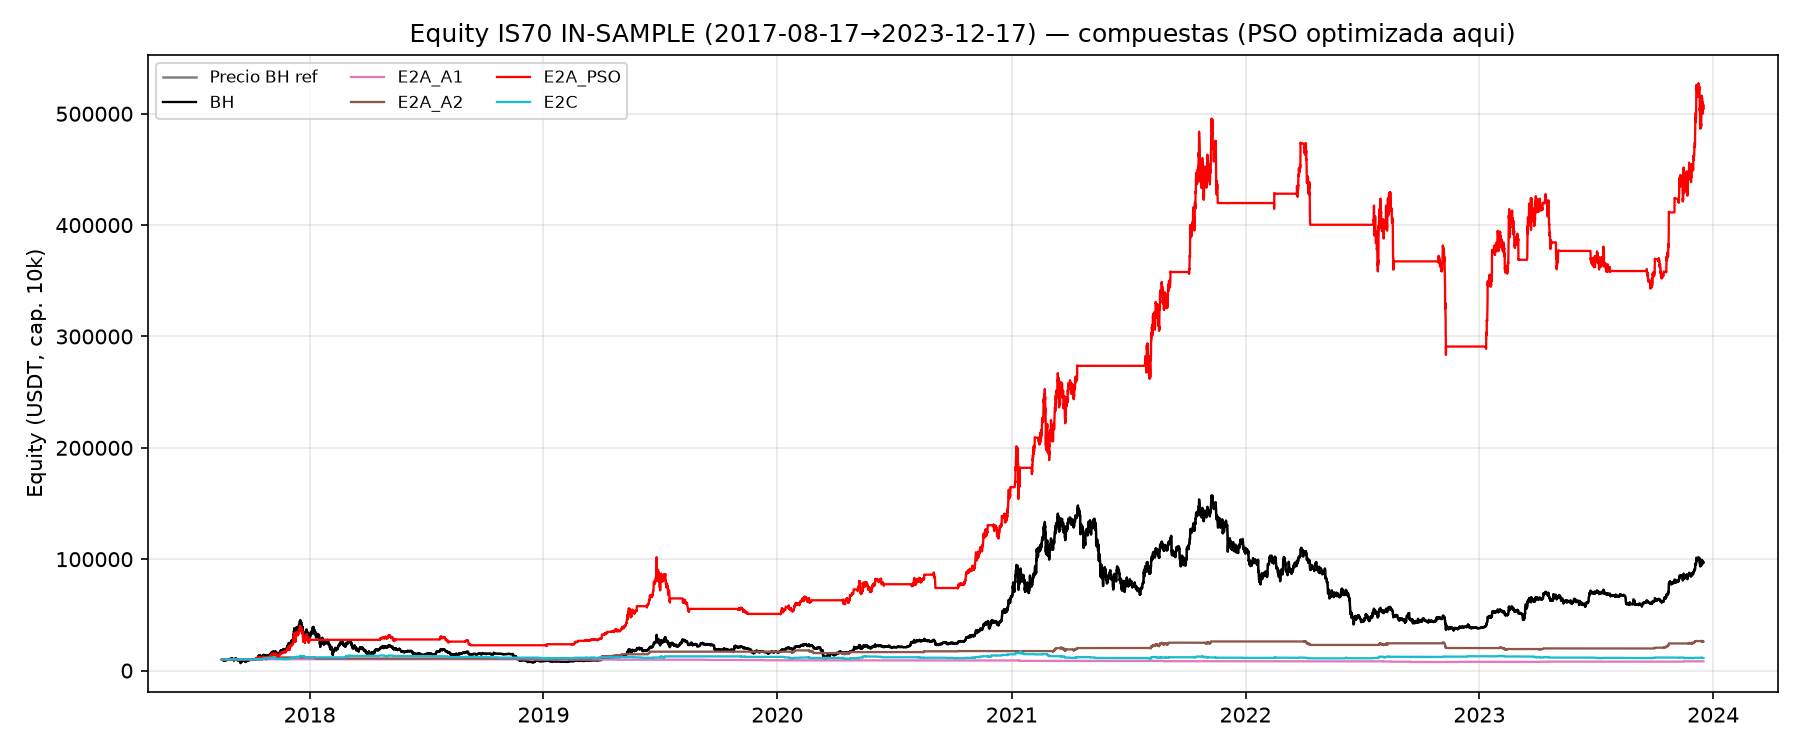 Equity IS70 IN-SAMPLE (2017-08-17→2023-12-17) — compuestas (PSO optimizada aqui)
Precio BH ref
BH
E2A_A1
E2A_A2
E2A_PSO
E2C
Equity (USDT, cap. 10k)
500000
400000
300000
200000
100000
0
2018 2019 2020 2021 2022 2023 2024